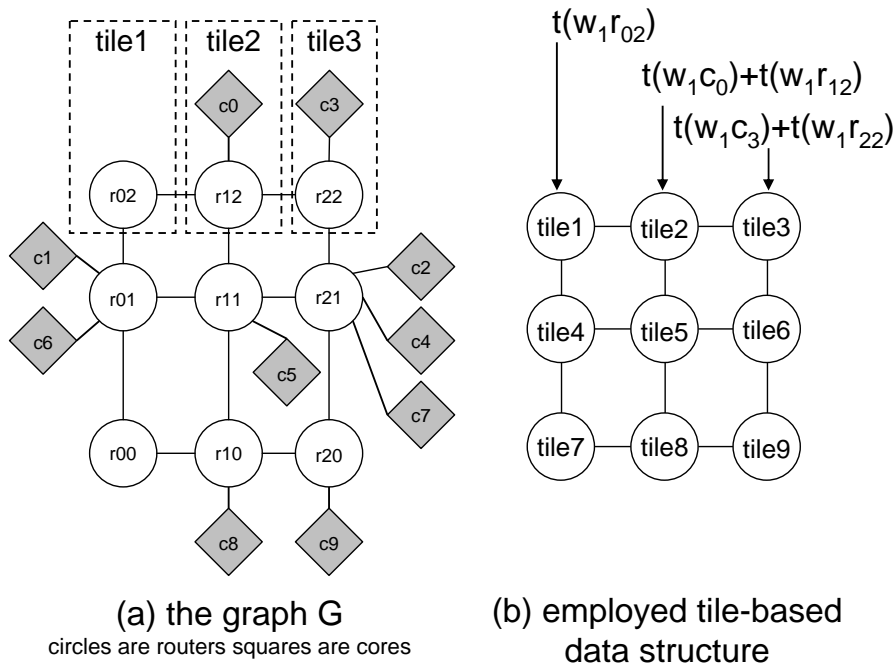 tile1 tile2 tile3
c0 c3
r02 r12 r22
c1 c2
r01 r11 r21
c6 c4
c5 c7
r00 r10 r20
c8 c9
(a) the graph G
circles are routers squares are cores
t(w₁r₀₂)
t(w₁c₀)+t(w₁r₁₂)
t(w₁c₃)+t(w₁r₂₂)
tile1 tile2 tile3
tile4 tile5 tile6
tile7 tile8 tile9
(b) employed tile-based
data structure